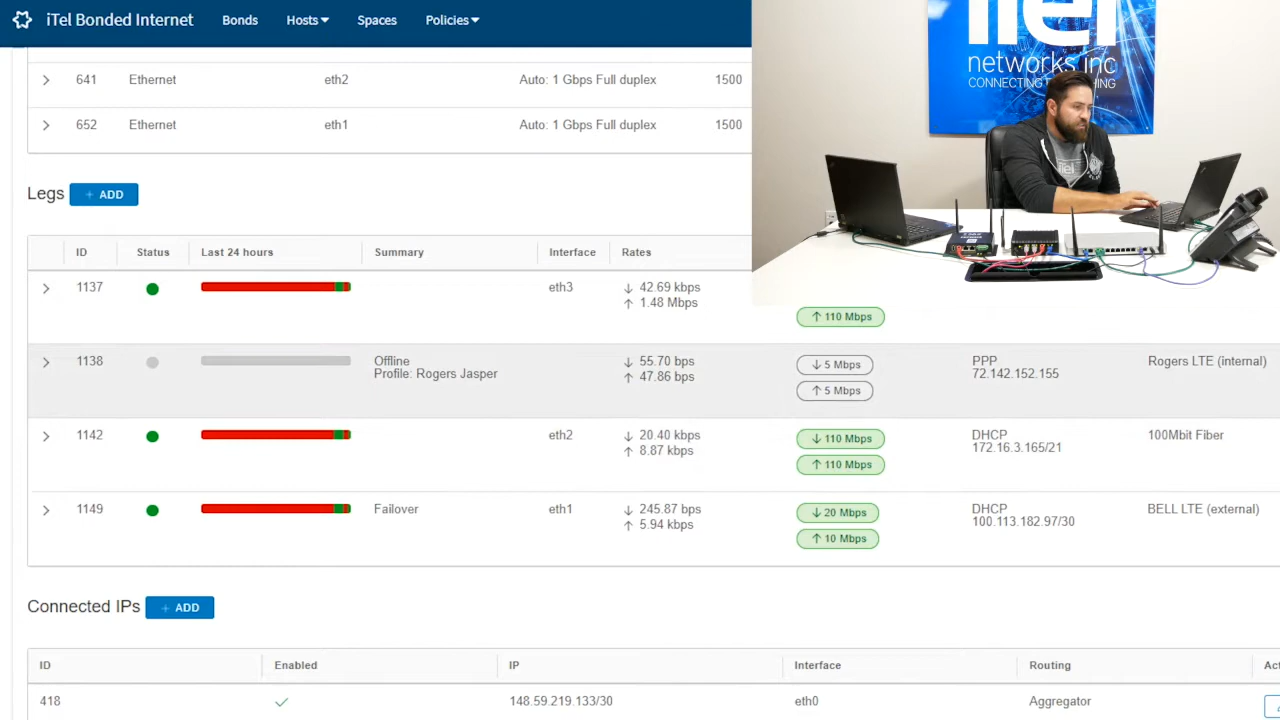 iTel Bonded Internet Bonds Hosts Spaces Policies
641 Ethernet eth2 Auto: 1 Gbps Full duplex 1500
652 Ethernet eth1 Auto: 1 Gbps Full duplex 1500
iTel
networks inc
Legs + ADD
ID Status Last 24 hours Summary Interface Rates
1137 eth3 ↓ 42.69 kbps
↑ 1.48 Mbps
↑ 110 Mbps
1138 Offline ↓ 55.70 bps ↓ 5 Mbps PPP Rogers LTE (internal)
Profile: Rogers Jasper ↑ 47.86 bps ↑ 5 Mbps 72.142.152.155
1142 eth2 ↓ 20.40 kbps ↓ 110 Mbps DHCP 100Mbit Fiber
↑ 8.87 kbps ↑ 110 Mbps 172.16.3.165/21
1149 Failover eth1 ↓ 245.87 bps ↓ 20 Mbps DHCP BELL LTE (external)
↑ 5.94 kbps ↑ 10 Mbps 100.113.182.97/30
Connected IPs + ADD
ID Enabled IP Interface Routing Act
418 148.59.219.133/30 eth0 Aggregator